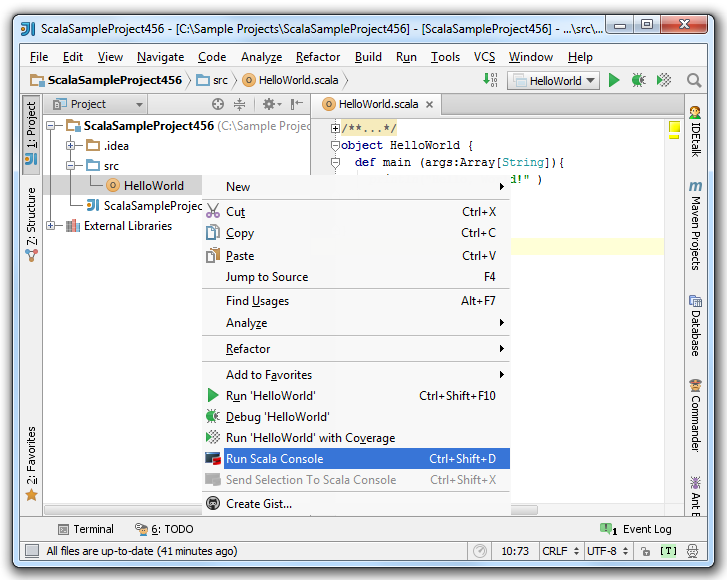 ScalaSampleProject456 - [C:\Sample Projects\ScalaSampleProject456] - [ScalaSampleProject456] - ...\src\...
File Edit View Navigate Code Analyze Refactor Build Run Tools VCS Window Help
ScalaSampleProject456 src HelloWorld.scala HelloWorld
Project HelloWorld.scala
1: Project
Z: Structure
2: Favorites
ScalaSampleProject456 (C:\Sample Projec
.idea
src
HelloWorld
ScalaSampleProjec
External Libraries
/**...*/
object HelloWorld {
def main (args:Array[String]){
d!" )
New
Cut Ctrl+X
Copy Ctrl+C
Paste Ctrl+V
Jump to Source F4
Find Usages Alt+F7
Analyze
Refactor
Add to Favorites
Run 'HelloWorld' Ctrl+Shift+F10
Debug 'HelloWorld'
Run 'HelloWorld' with Coverage
Run Scala Console Ctrl+Shift+D
Send Selection To Scala Console Ctrl+Shift+X
Create Gist...
IDEtalk
Maven Projects
Database
Commander
Ant B
Terminal 6: TODO 1 Event Log
All files are up-to-date (41 minutes ago) 10:73 CRLF UTF-8 [T]